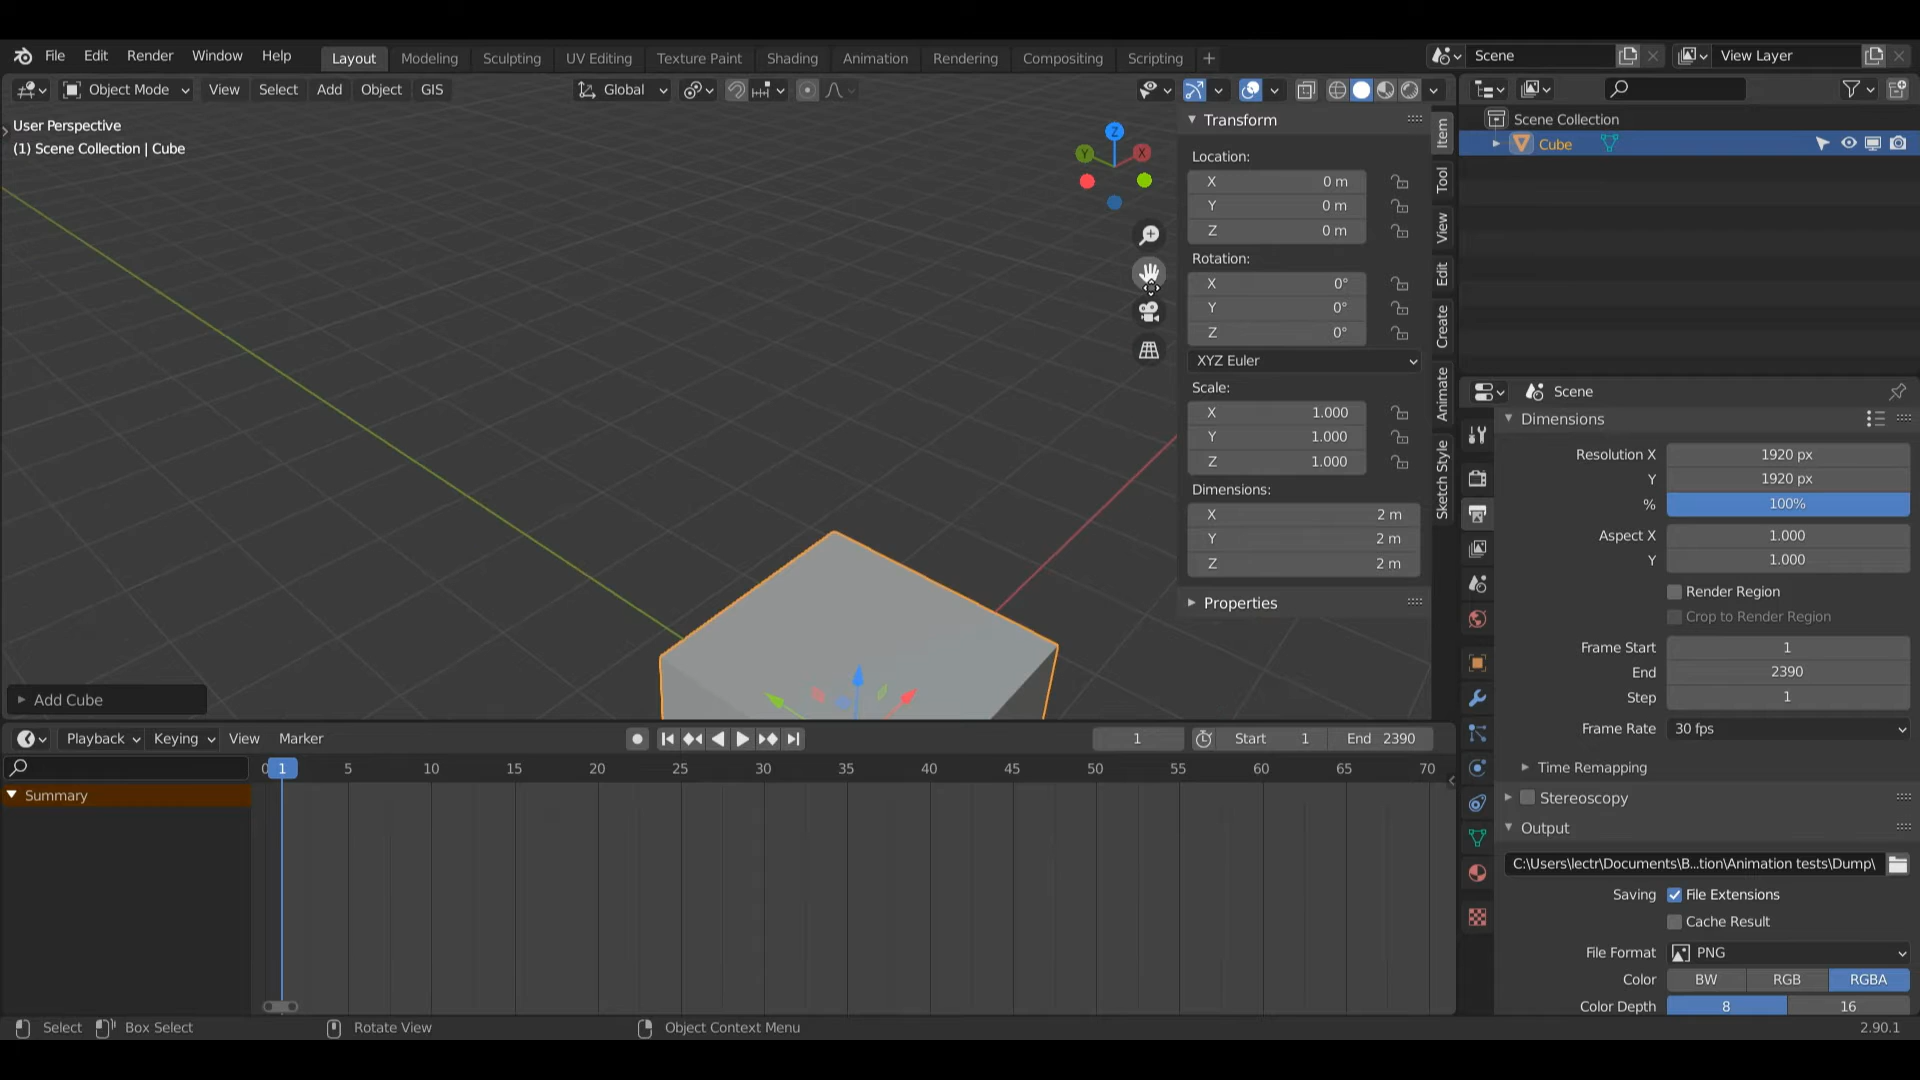 File Edit Render Window Help Layout Modeling Sculpting UV Editing Texture Paint Shading Animation Rendering Compositing Scripting + Scene View Layer
Object Mode View Select Add Object GIS Global
User Perspective
(1) Scene Collection | Cube
Z
Y
X
Transform
Location:
X 0 m
Y 0 m
Z 0 m
Rotation:
X 0°
Y 0°
Z 0°
XYZ Euler
Scale:
X 1.000
Y 1.000
Z 1.000
Dimensions:
X 2 m
Y 2 m
Z 2 m
Properties
Item
Tool
View
Edit
Create
Animate
Sketch Style
Scene Collection
Cube
Scene
Dimensions
Resolution X 1920 px
Y 1920 px
% 100%
Aspect X 1.000
Y 1.000
Render Region
Crop to Render Region
Frame Start 1
End 2390
Step 1
Frame Rate 30 fps
Time Remapping
Stereoscopy
Output
C:\Users\lectr\Documents\B...tion\Animation tests\Dump\
Saving File Extensions
Cache Result
File Format PNG
Color BW RGB RGBA
Color Depth 8 16
Add Cube
Playback Keying View Marker 1 Start 1 End 2390
0 1 5 10 15 20 25 30 35 40 45 50 55 60 65 70
Summary
Select Box Select Rotate View Object Context Menu 2.90.1